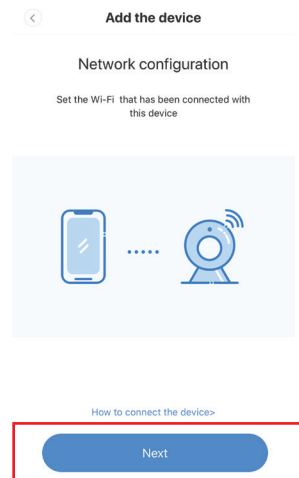 Add the device
Network configuration
Set the Wi-Fi that has been connected with
this device
How to connect the device>
Next